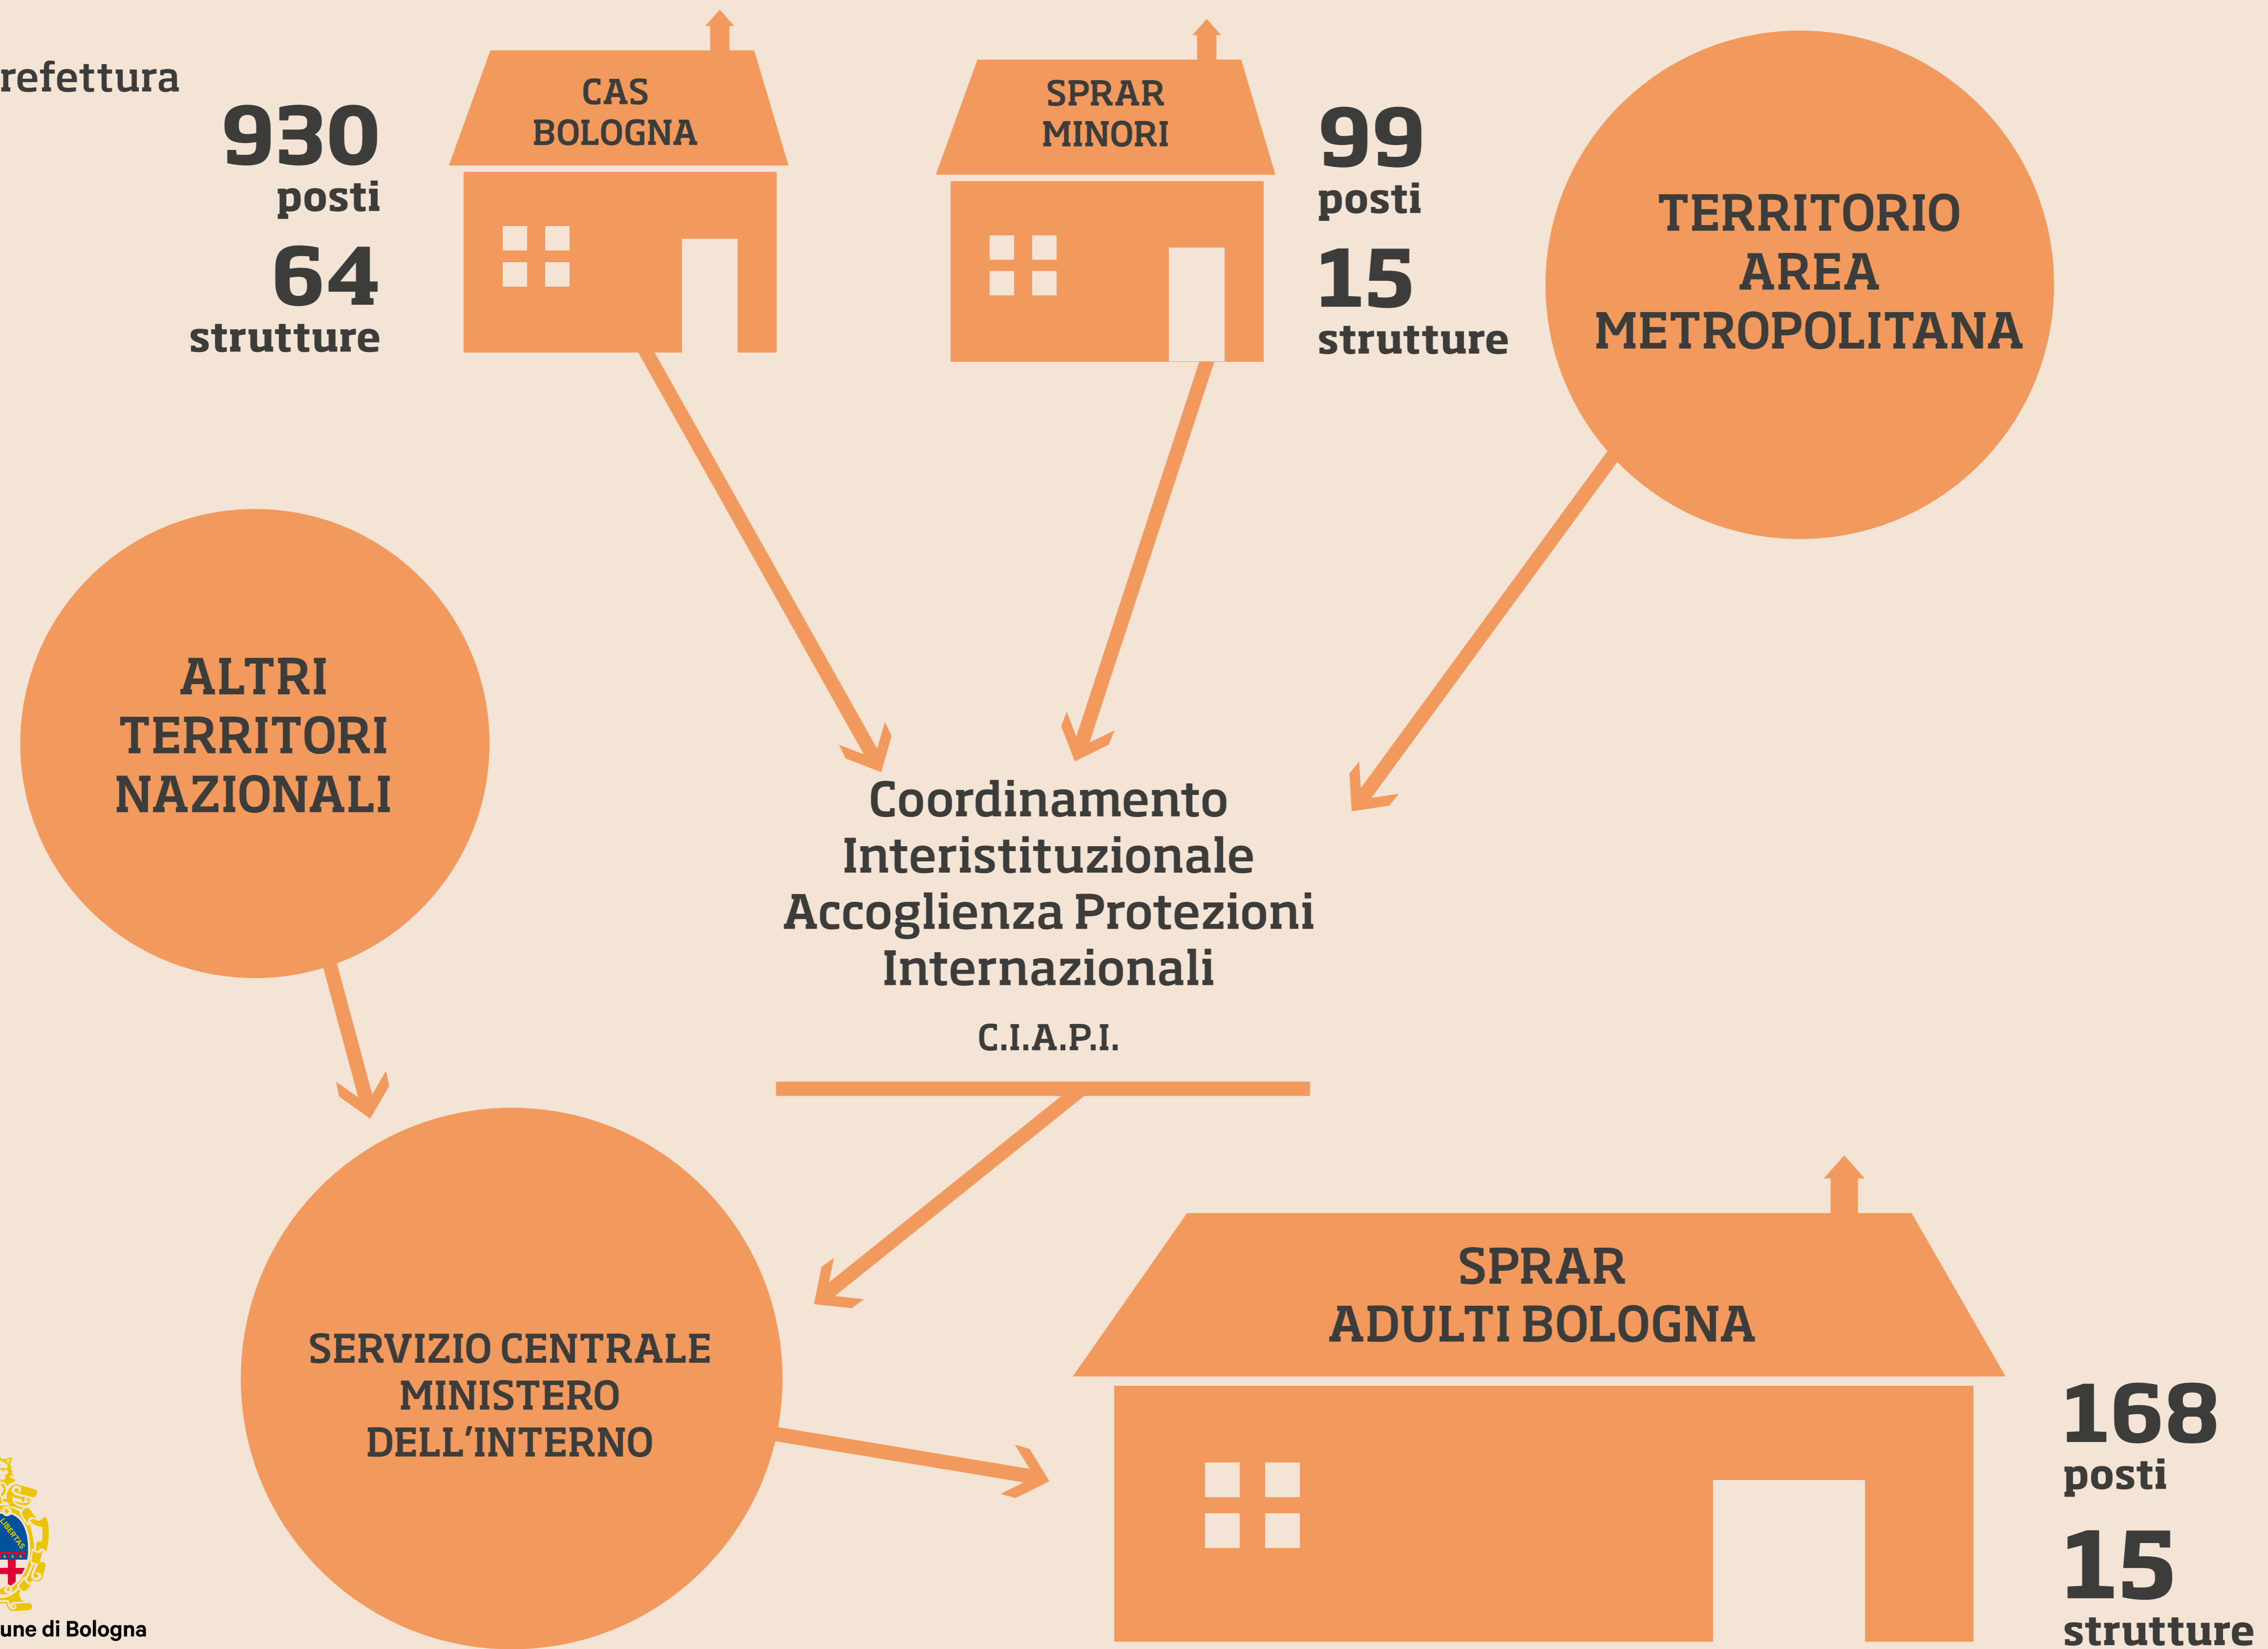 refettura
930
posti
64
strutture
CAS
BOLOGNA
SPRAR
MINORI
99
posti
15
strutture
TERRITORIO
AREA
METROPOLITANA
ALTRI
TERRITORI
NAZIONALI
Coordinamento
Interistituzionale
Accoglienza Protezioni
Internazionali
C.I.A.P.I.
SERVIZIO CENTRALE
MINISTERO
DELL'INTERNO
SPRAR
ADULTI BOLOGNA
168
posti
15
strutture
LIBERTAS
une di Bologna